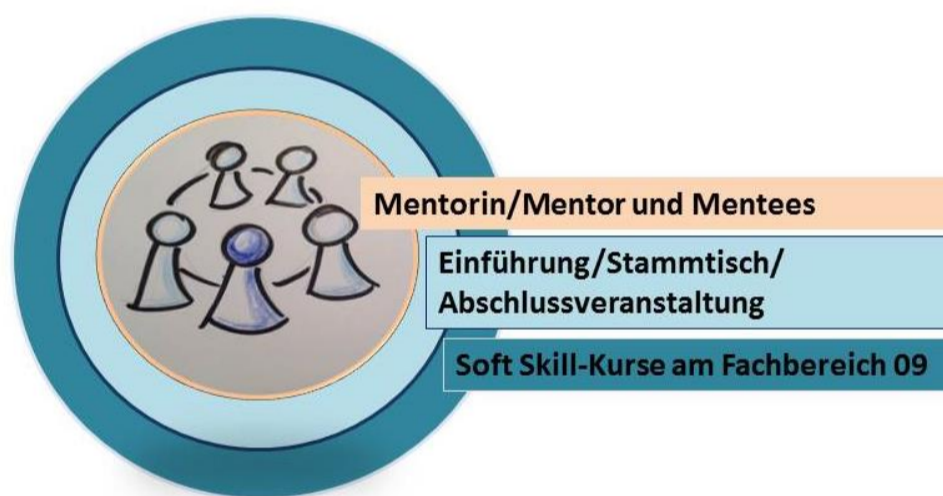 Mentorin/Mentor und Mentees
Einführung/Stammtisch/
Abschlussveranstaltung
Soft Skill-Kurse am Fachbereich 09